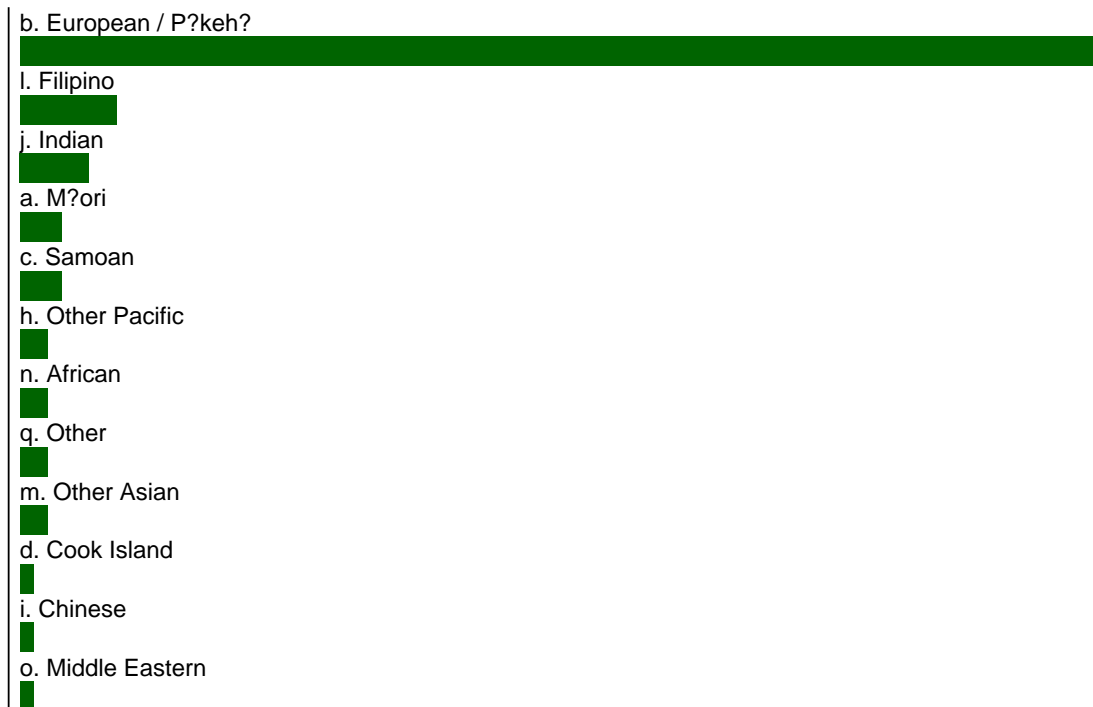 b. European / P?keh?
l. Filipino
j. Indian
a. M?ori
c. Samoan
h. Other Pacific
n. African
q. Other
m. Other Asian
d. Cook Island
i. Chinese
o. Middle Eastern